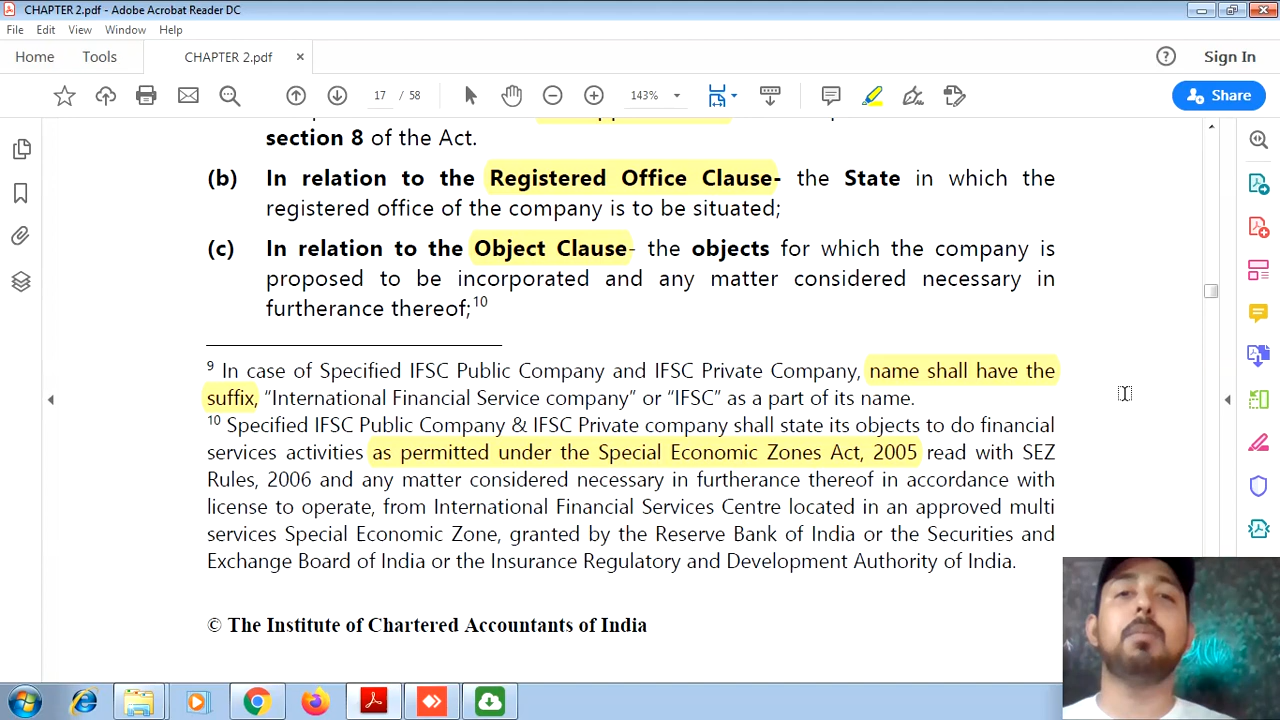 CHAPTER 2.pdf - Adobe Acrobat Reader DC
File Edit View Window Help
Home Tools CHAPTER 2.pdf × ? Sign In
17 / 58 143% Share
section 8 of the Act.
(b) In relation to the Registered Office Clause- the State in which the
registered office of the company is to be situated;
(c) In relation to the Object Clause- the objects for which the company is
proposed to be incorporated and any matter considered necessary in
furtherance thereof;10
9 In case of Specified IFSC Public Company and IFSC Private Company, name shall have the
suffix, “International Financial Service company” or “IFSC” as a part of its name.
10 Specified IFSC Public Company & IFSC Private company shall state its objects to do financial
services activities as permitted under the Special Economic Zones Act, 2005 read with SEZ
Rules, 2006 and any matter considered necessary in furtherance thereof in accordance with
license to operate, from International Financial Services Centre located in an approved multi
services Special Economic Zone, granted by the Reserve Bank of India or the Securities and
Exchange Board of India or the Insurance Regulatory and Development Authority of India.
© The Institute of Chartered Accountants of India